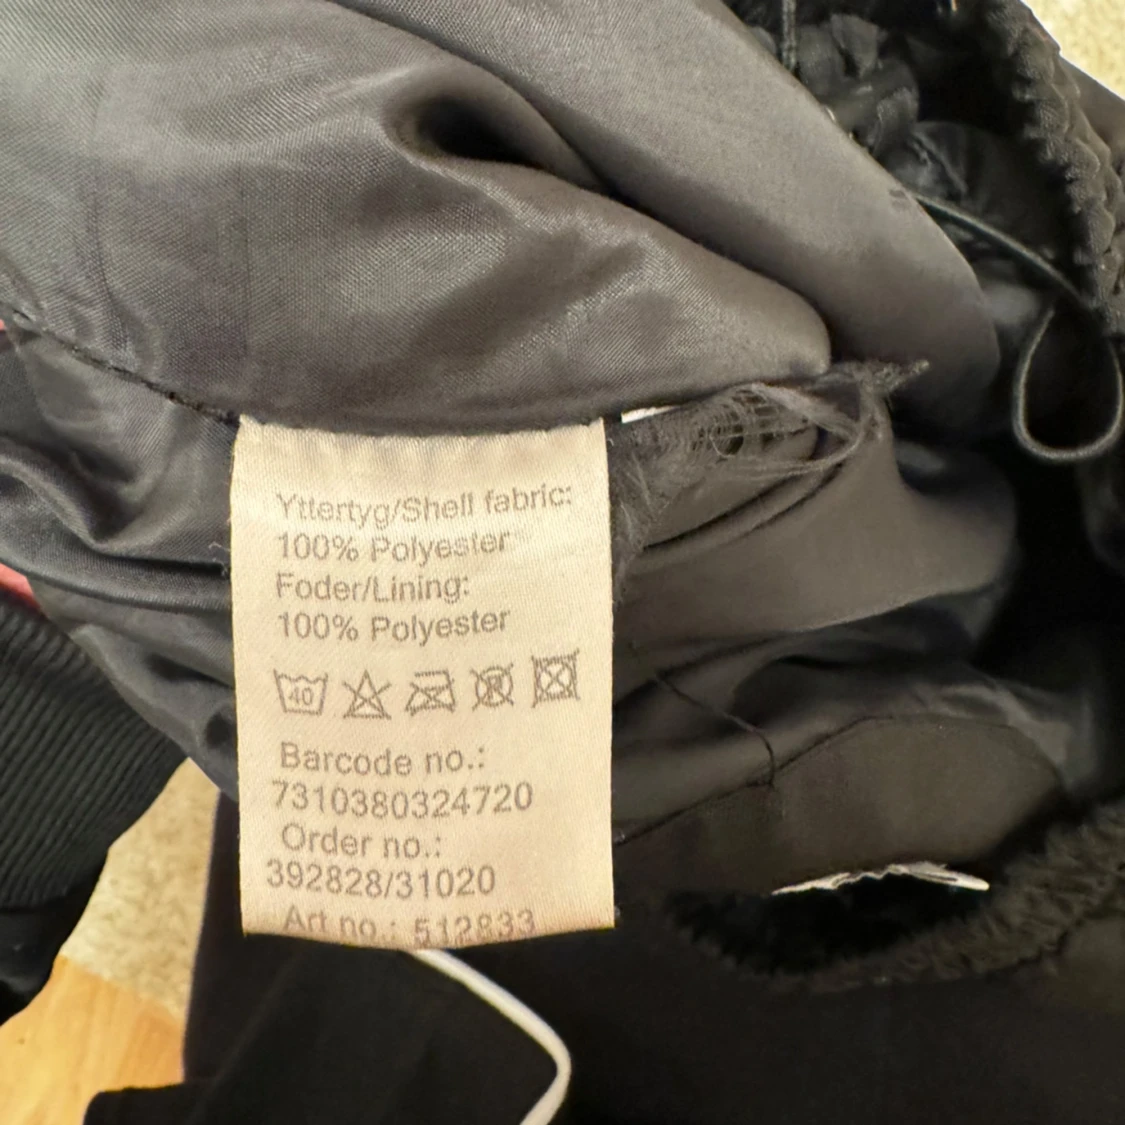 Yttertyg/Shell fabric:
100% Polyester
Foder/Lining:
100% Polyester
40
P
Barcode no.:
7310380324720
Order no.:
392828/31020
Art no.: 512833